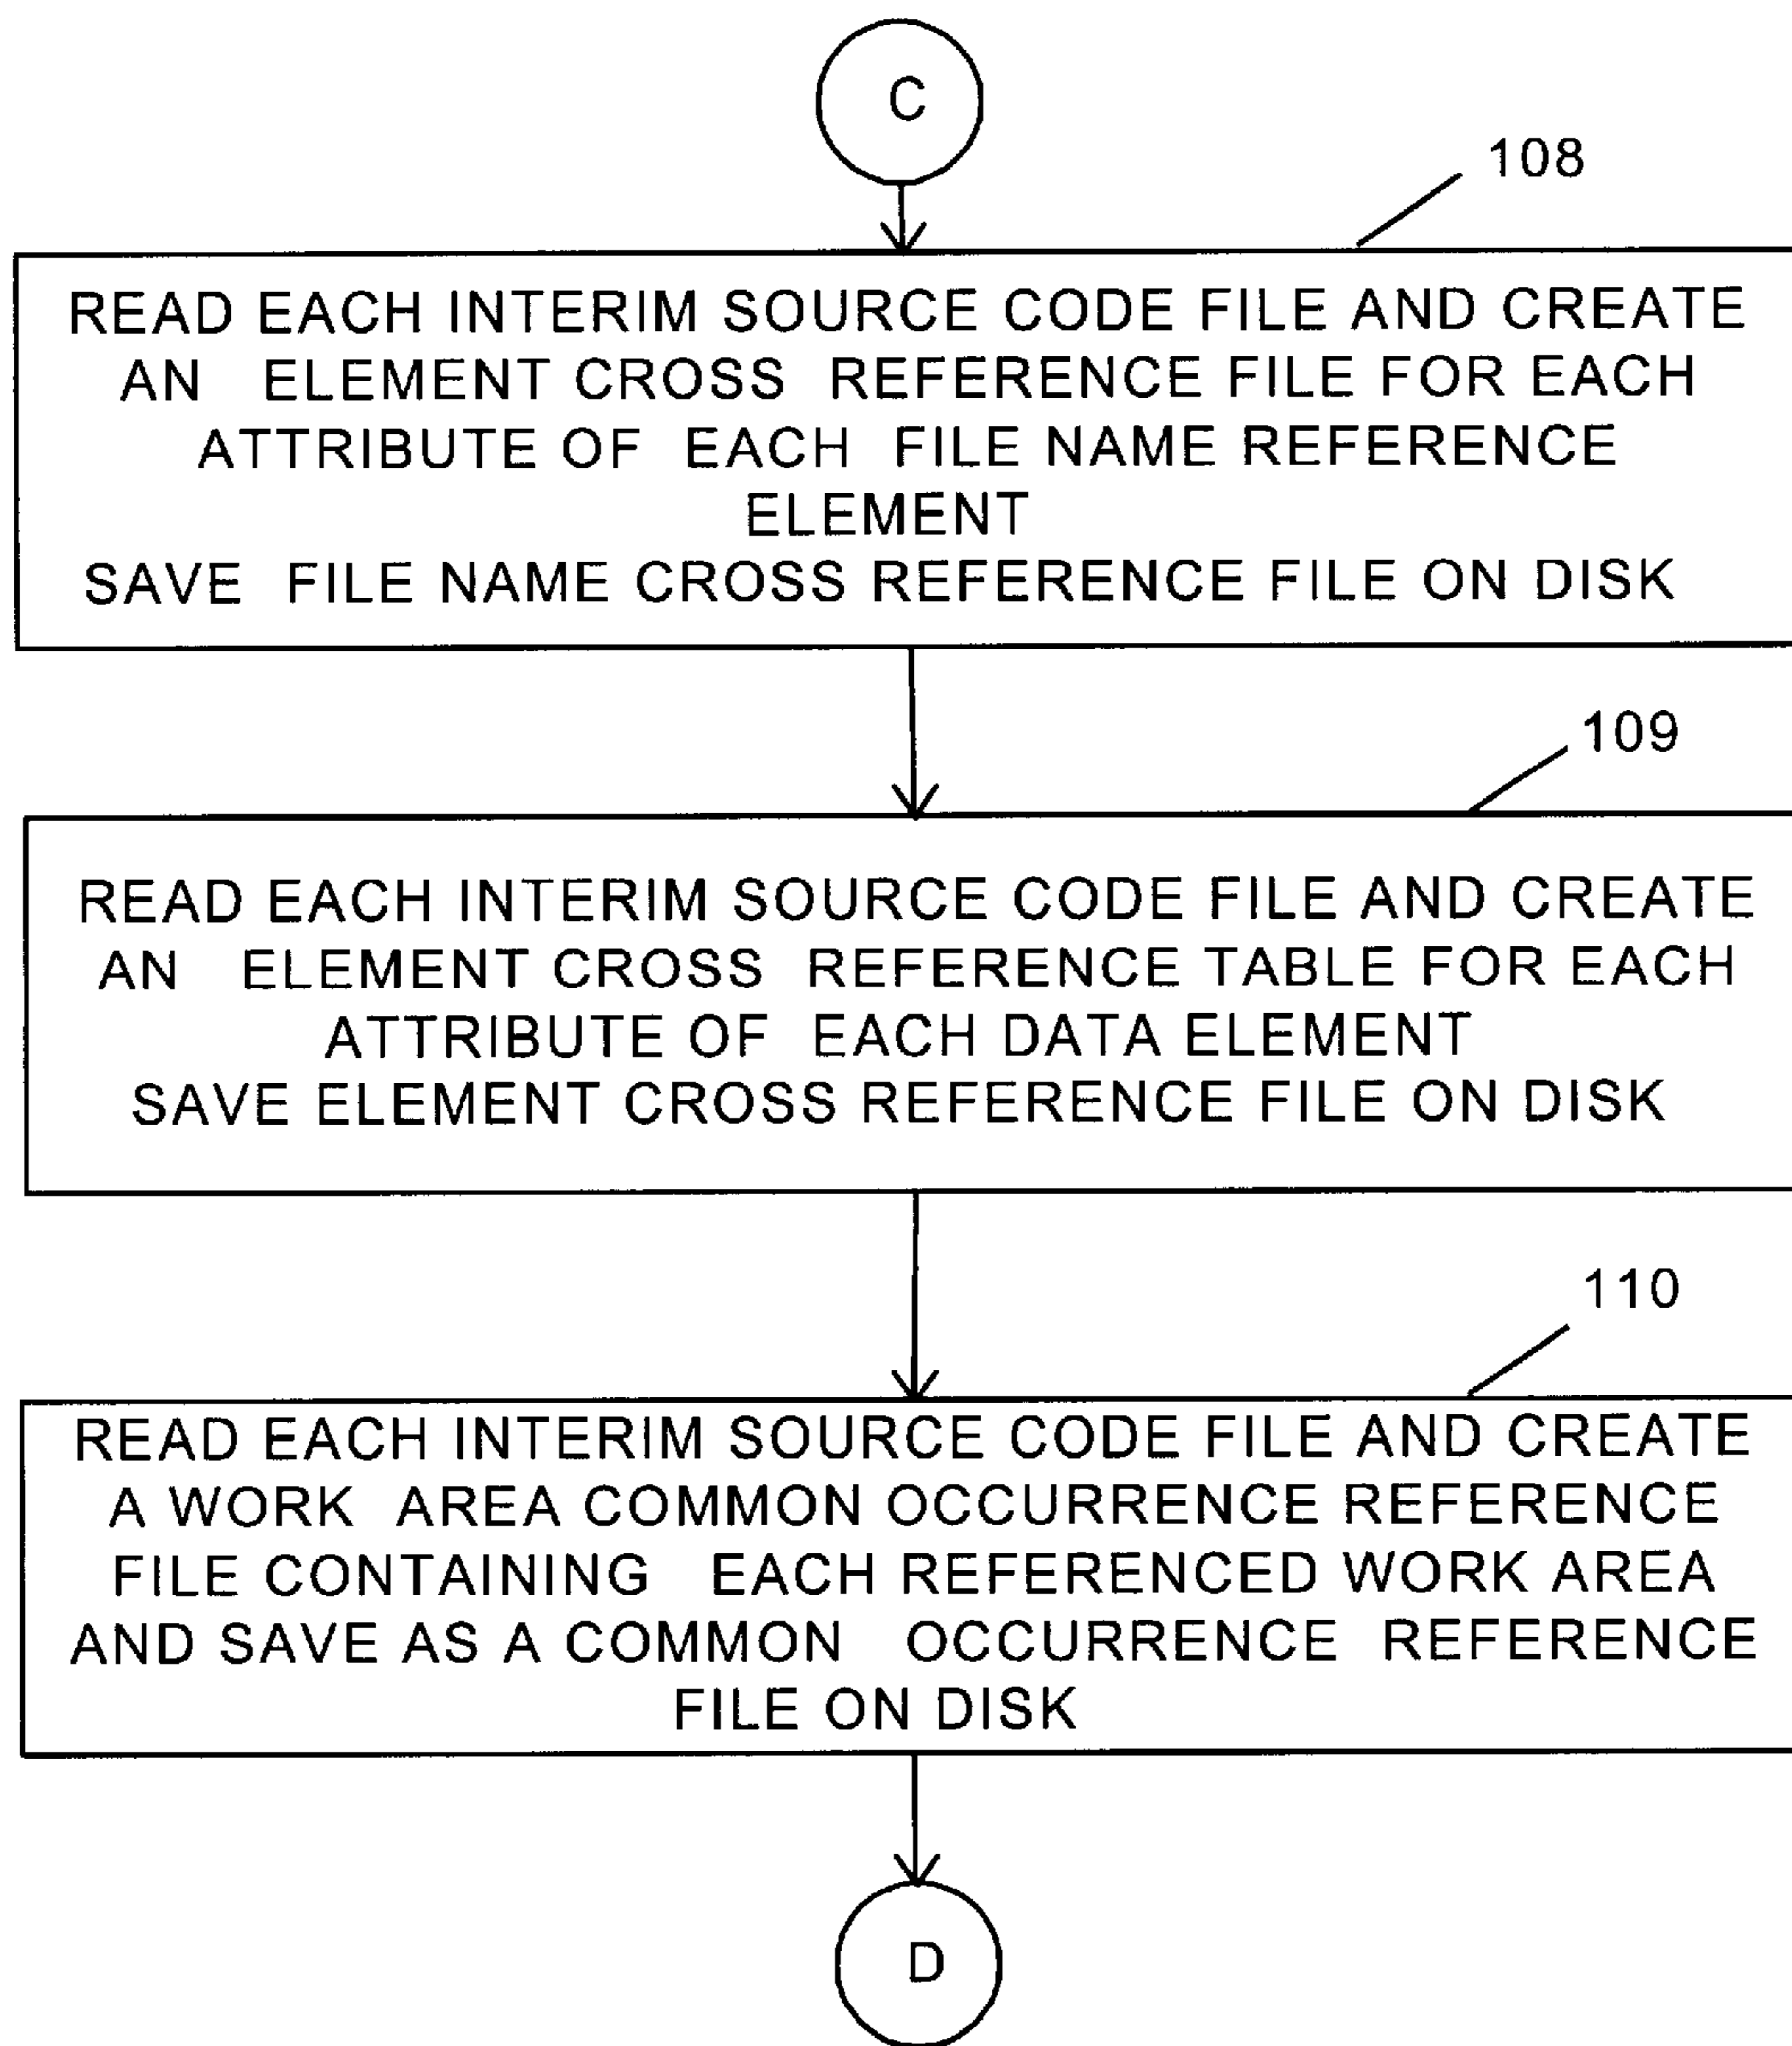 C
108
READ EACH INTERIM SOURCE CODE FILE AND CREATE
AN ELEMENT CROSS REFERENCE FILE FOR EACH
ATTRIBUTE OF EACH FILE NAME REFERENCE
ELEMENT
SAVE FILE NAME CROSS REFERENCE FILE ON DISK
109
READ EACH INTERIM SOURCE CODE FILE AND CREATE
AN ELEMENT CROSS REFERENCE TABLE FOR EACH
ATTRIBUTE OF EACH DATA ELEMENT
SAVE ELEMENT CROSS REFERENCE FILE ON DISK
110
READ EACH INTERIM SOURCE CODE FILE AND CREATE
A WORK AREA COMMON OCCURRENCE REFERENCE
FILE CONTAINING EACH REFERENCED WORK AREA
AND SAVE AS A COMMON OCCURRENCE REFERENCE
FILE ON DISK
D